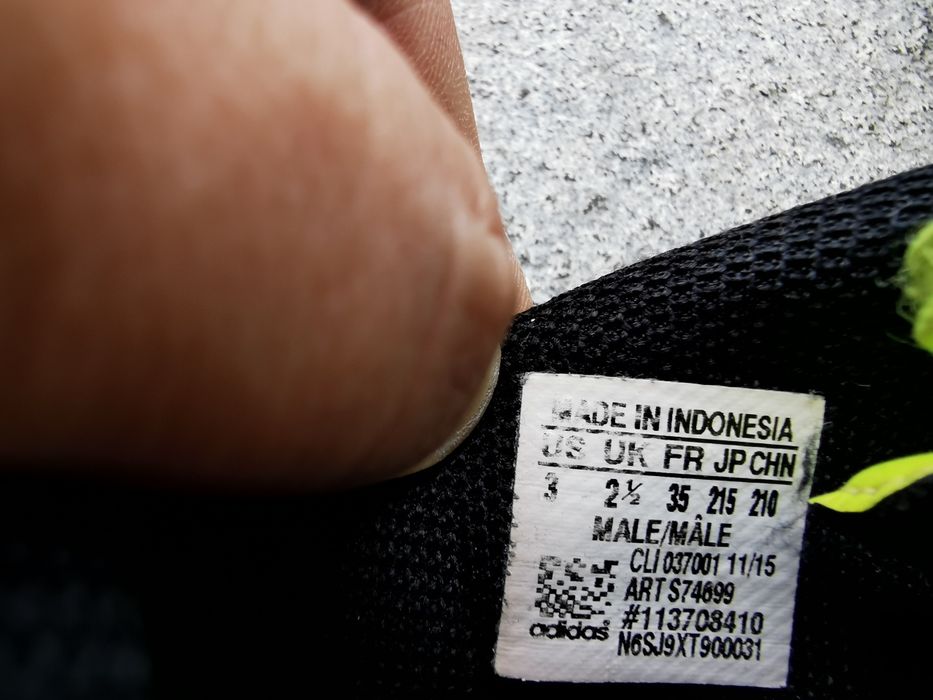 MADE IN INDONESIA
US UK FR JP CHN
3 2½ 35 215 210
MALE/MÂLE
CLI 037001 11/15
ART S74699
#113708410
adidas®
N6SJ9XT900031